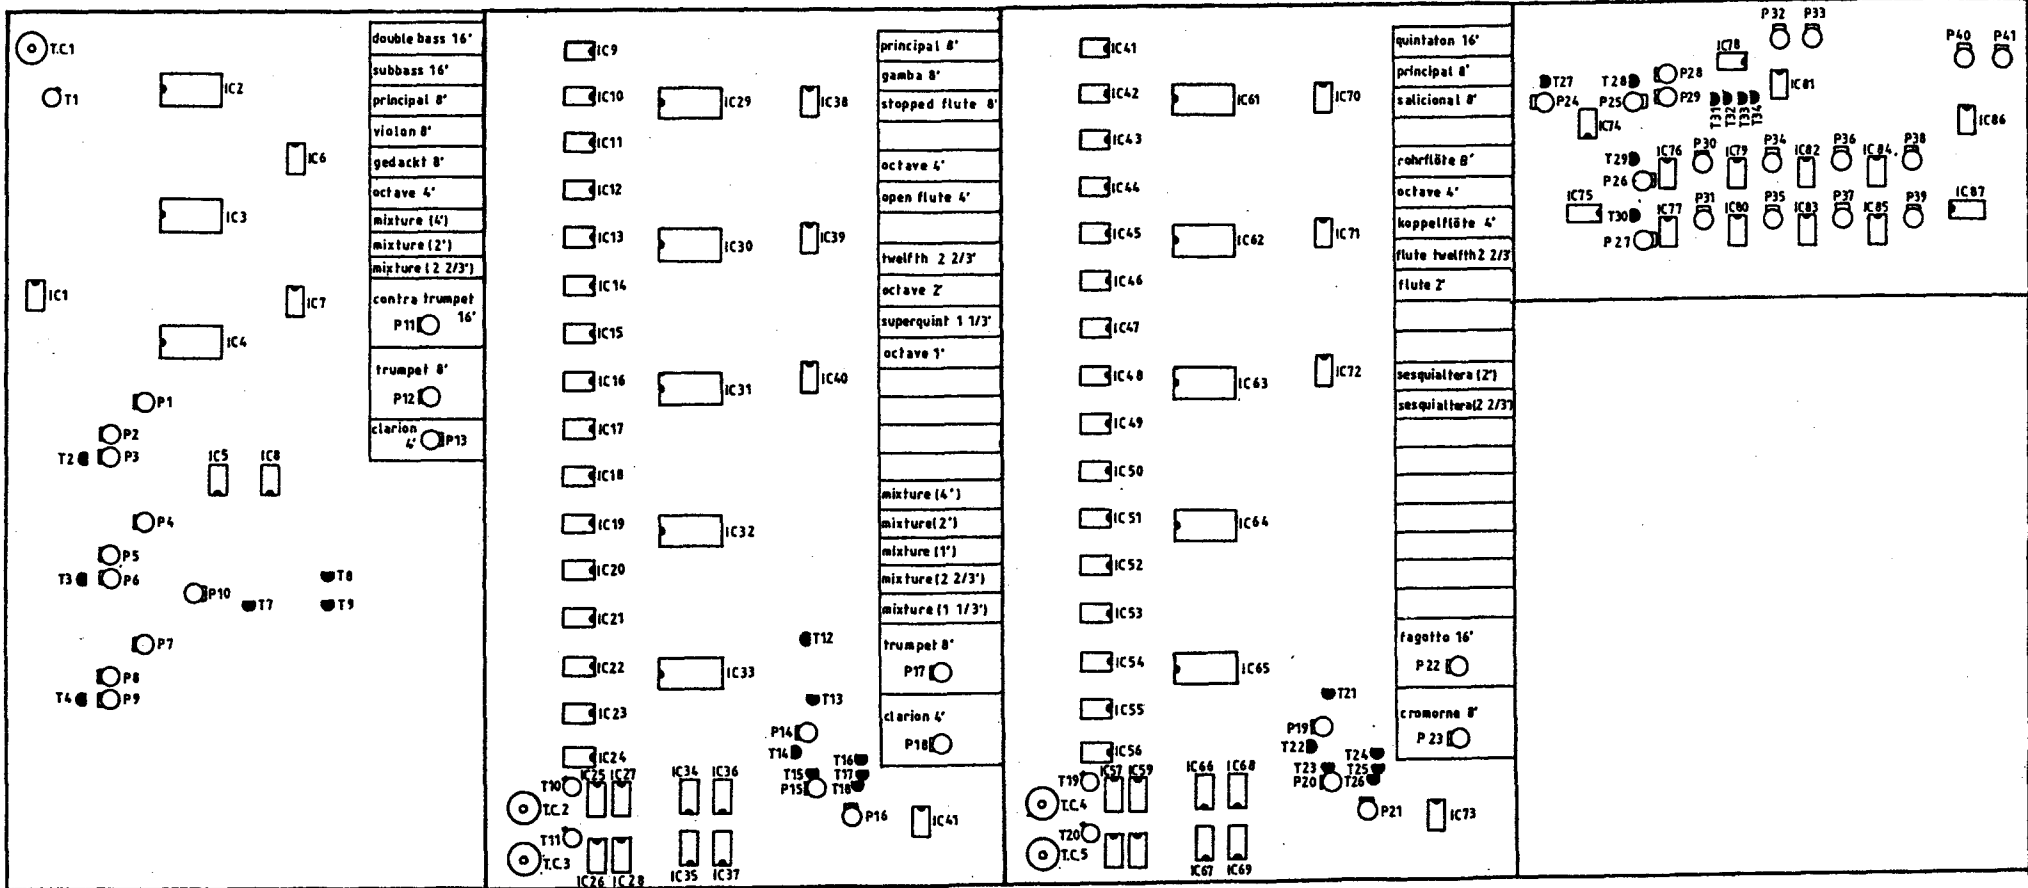 T.C.1
T1
IC2
IC6
IC3
IC1
IC7
IC4
P1
P2
T2
P3
IC5
IC8
P4
P5
T3
P6
P10
T7
T8
T9
P7
P8
T4
P9
double bass 16'
subbass 16'
principal 8'
violon 8'
gedackt 8'
octave 4'
mixture (4')
mixture (2')
mixture (2 2/3')
contra trumpet
16'
P11
trumpet 8'
P12
clarion
4'
P13
IC9
IC10
IC11
IC12
IC13
IC14
IC15
IC16
IC17
IC18
IC19
IC20
IC21
IC22
IC23
IC24
IC29
IC30
IC31
IC32
IC33
IC38
IC39
IC40
T12
T13
P14
T14
T16
T15
T17
P15
T18
P16
IC41
T10
IC25
IC27
IC34
IC36
T.C.2
T11
T.C.3
IC26
IC28
IC35
IC37
principal 8'
gamba 8'
stopped flute 8'
octave 4'
open flute 4'
twelfth 2 2/3'
octave 2'
superquint 1 1/3'
octave 1'
mixture (4')
mixture (2')
mixture (1')
mixture (2 2/3')
mixture (1 1/3')
trumpet 8'
P17
clarion 4'
P18
IC41
IC42
IC43
IC44
IC45
IC46
IC47
IC48
IC49
IC50
IC51
IC52
IC53
IC54
IC55
IC56
IC61
IC62
IC63
IC64
IC65
IC70
IC71
IC72
T21
P19
T22
T24
T23
T25
P20
T26
P21
IC73
T19
IC57
IC59
IC66
IC68
T.C.4
T20
T.C.5
IC67
IC69
quintaton 16'
principal 8'
salicional 8'
rohrflöte 8'
octave 4'
koppelflöte 4'
flute twelfth 2 2/3'
flute 2'
sesquialtera (2')
sesquialtera (2 2/3')
fagotto 16'
P22
cromorne 8'
P23
P32
P33
IC78
P40
P41
T27
T28
P28
P24
P25
P29
IC81
T31
T32
T33
T34
IC74
IC86
T29
IC76
P30
IC79
P34
IC82
P36
IC84
P38
P26
IC75
T30
IC77
P31
IC80
P35
IC83
P37
IC85
P39
IC87
P27